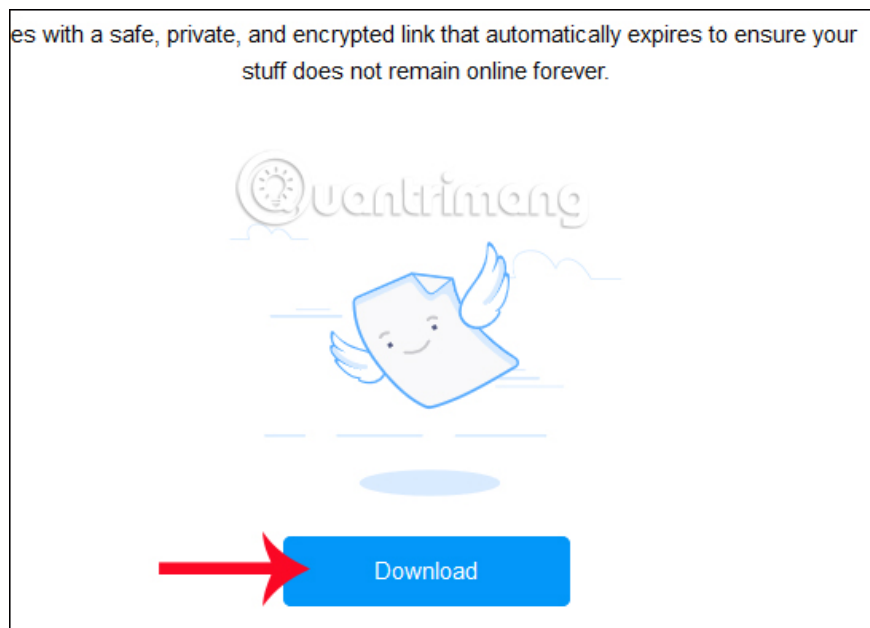 es with a safe, private, and encrypted link that automatically expires to ensure your
stuff does not remain online forever.
Quantrimang
Download